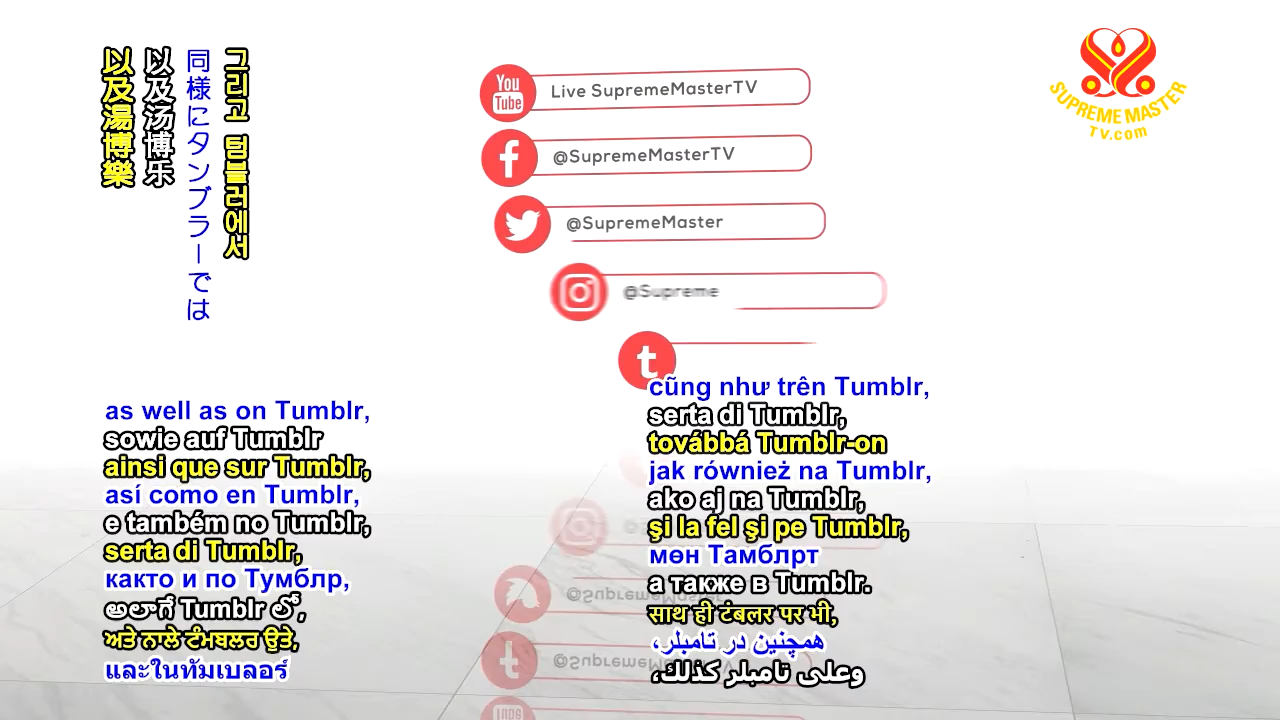 以及湯博樂
以及汤博乐
同様にタンブラーでは
그리고 텀블러에서
You
Tube
Live SupremeMasterTV
@SupremeMasterTV
@SupremeMaster
@Supreme
t
SUPREME MASTER
TV.com
as well as on Tumblr,
sowie auf Tumblr
ainsi que sur Tumblr,
así como en Tumblr,
e também no Tumblr,
serta di Tumblr,
както и по Тумблр,
అలాగే Tumblr లో,
ਅਤੇ ਨਾਲੇ ਟੰਮਬਲਰ ਉਤੇ,
และในทัมเบลอร์
cũng như trên Tumblr,
serta di Tumblr,
továbbá Tumblr-on
jak również na Tumblr,
ako aj na Tumblr,
şi la fel şi pe Tumblr,
мөн Тамблрт
а также в Tumblr.
साथ ही टंबलर पर भी,
همچنین در تامبلر،
وعلى تامبلر كذلك،